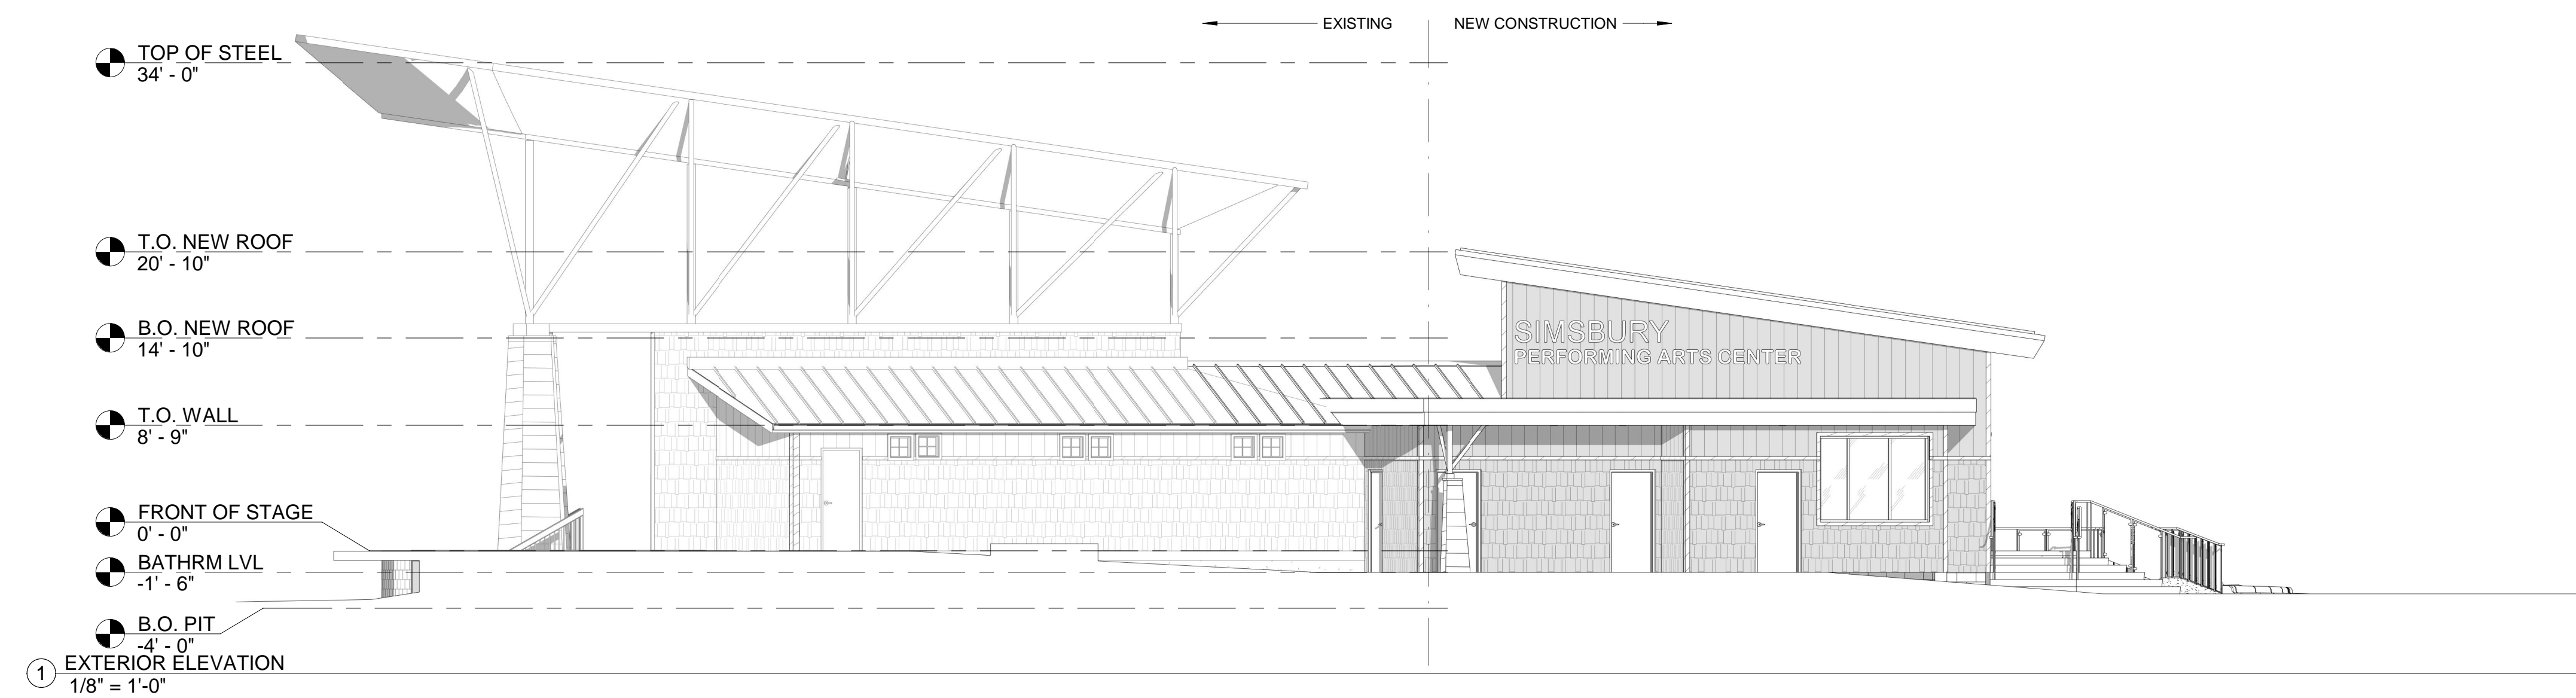 EXISTING
NEW CONSTRUCTION
TOP OF STEEL
34' - 0"
T.O. NEW ROOF
20' - 10"
B.O. NEW ROOF
14' - 10"
SIMSBURY
PERFORMING ARTS CENTER
T.O. WALL
8' - 9"
FRONT OF STAGE
0' - 0"
BATHRM LVL
-1' - 6"
B.O. PIT
-4' - 0"
1
EXTERIOR ELEVATION
1/8" = 1'-0"